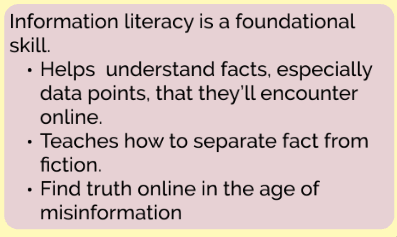 Information literacy is a foundational
skill.
• Helps understand facts, especially
data points, that they'll encounter
online.
• Teaches how to separate fact from
fiction.
• Find truth online in the age of
misinformation